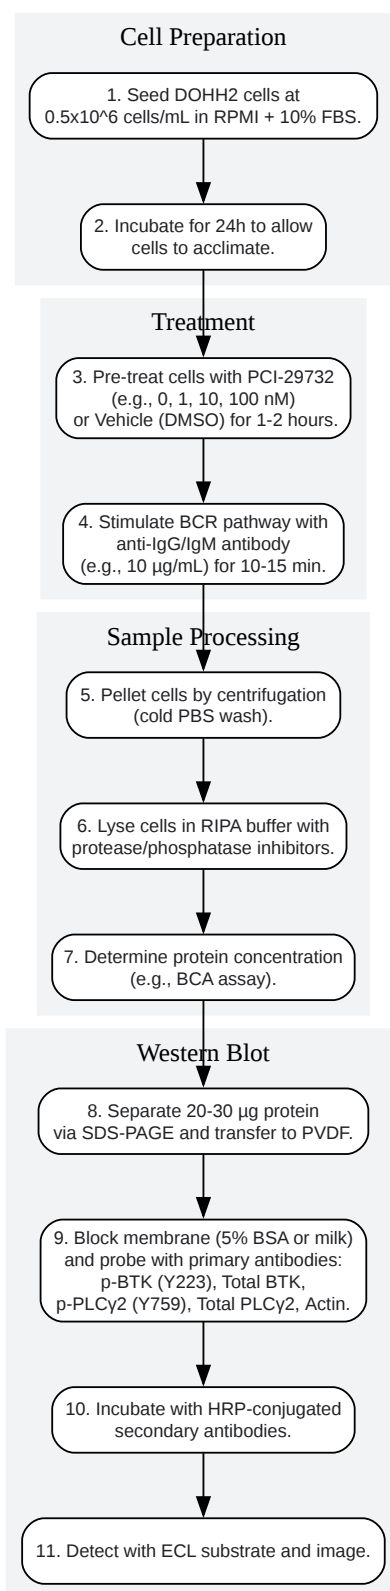 Cell Preparation
1. Seed DOHH2 cells at
0.5x10^6 cells/mL in RPMI + 10% FBS.
2. Incubate for 24h to allow
cells to acclimate.
Treatment
3. Pre-treat cells with PCI-29732
(e.g., 0, 1, 10, 100 nM)
or Vehicle (DMSO) for 1-2 hours.
4. Stimulate BCR pathway with
anti-IgG/IgM antibody
(e.g., 10 µg/mL) for 10-15 min.
Sample Processing
5. Pellet cells by centrifugation
(cold PBS wash).
6. Lyse cells in RIPA buffer with
protease/phosphatase inhibitors.
7. Determine protein concentration
(e.g., BCA assay).
Western Blot
8. Separate 20-30 µg protein
via SDS-PAGE and transfer to PVDF.
9. Block membrane (5% BSA or milk)
and probe with primary antibodies:
p-BTK (Y223), Total BTK,
p-PLCγ2 (Y759), Total PLCγ2, Actin.
10. Incubate with HRP-conjugated
secondary antibodies.
11. Detect with ECL substrate and image.